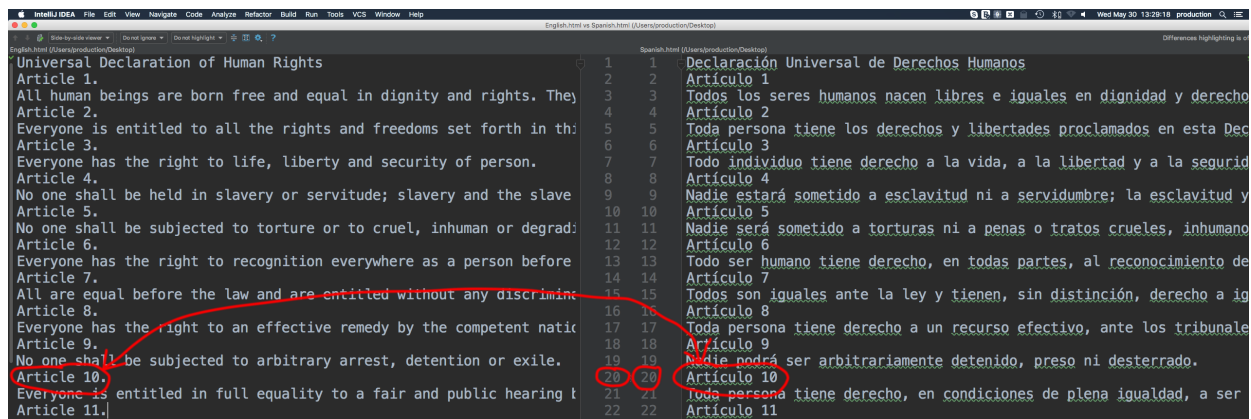 IntelliJ IDEA File Edit View Navigate Code Analyze Refactor Build Run Tools VCS Window Help
Wed May 30 13:29:18 production
English.html vs Spanish.html (/Users/production/Desktop)
Side-by-side viewer Do not ignore Do not highlight ?
Differences highlighting is of
English.html (/Users/production/Desktop)
Spanish.html (/Users/production/Desktop)
Universal Declaration of Human Rights 1 1 Declaración Universal de Derechos Humanos
Article 1. 2 2 Artículo 1
All human beings are born free and equal in dignity and rights. They 3 3 Todos los seres humanos nacen libres e iguales en dignidad y derecho
Article 2. 4 4 Artículo 2
Everyone is entitled to all the rights and freedoms set forth in thi 5 5 Toda persona tiene los derechos y libertades proclamados en esta Dec
Article 3. 6 6 Artículo 3
Everyone has the right to life, liberty and security of person. 7 7 Todo individuo tiene derecho a la vida, a la libertad y a la segurid
Article 4. 8 8 Artículo 4
No one shall be held in slavery or servitude; slavery and the slave 9 9 Nadie estará sometido a esclavitud ni a servidumbre; la esclavitud y
Article 5. 10 10 Artículo 5
No one shall be subjected to torture or to cruel, inhuman or degradi 11 11 Nadie será sometido a torturas ni a penas o tratos crueles, inhumano
Article 6. 12 12 Artículo 6
Everyone has the right to recognition everywhere as a person before 13 13 Todo ser humano tiene derecho, en todas partes, al reconocimiento de
Article 7. 14 14 Artículo 7
All are equal before the law and are entitled without any discrimina 15 15 Todos son iguales ante la ley y tienen, sin distinción, derecho a ig
Article 8. 16 16 Artículo 8
Everyone has the right to an effective remedy by the competent natio 17 17 Toda persona tiene derecho a un recurso efectivo, ante los tribunale
Article 9. 18 18 Artículo 9
No one shall be subjected to arbitrary arrest, detention or exile. 19 19 Nadie podrá ser arbitrariamente detenido, preso ni desterrado.
Article 10. 20 20 Artículo 10
Everyone is entitled in full equality to a fair and public hearing b 21 21 Toda persona tiene derecho, en condiciones de plena igualdad, a ser
Article 11. 22 22 Artículo 11